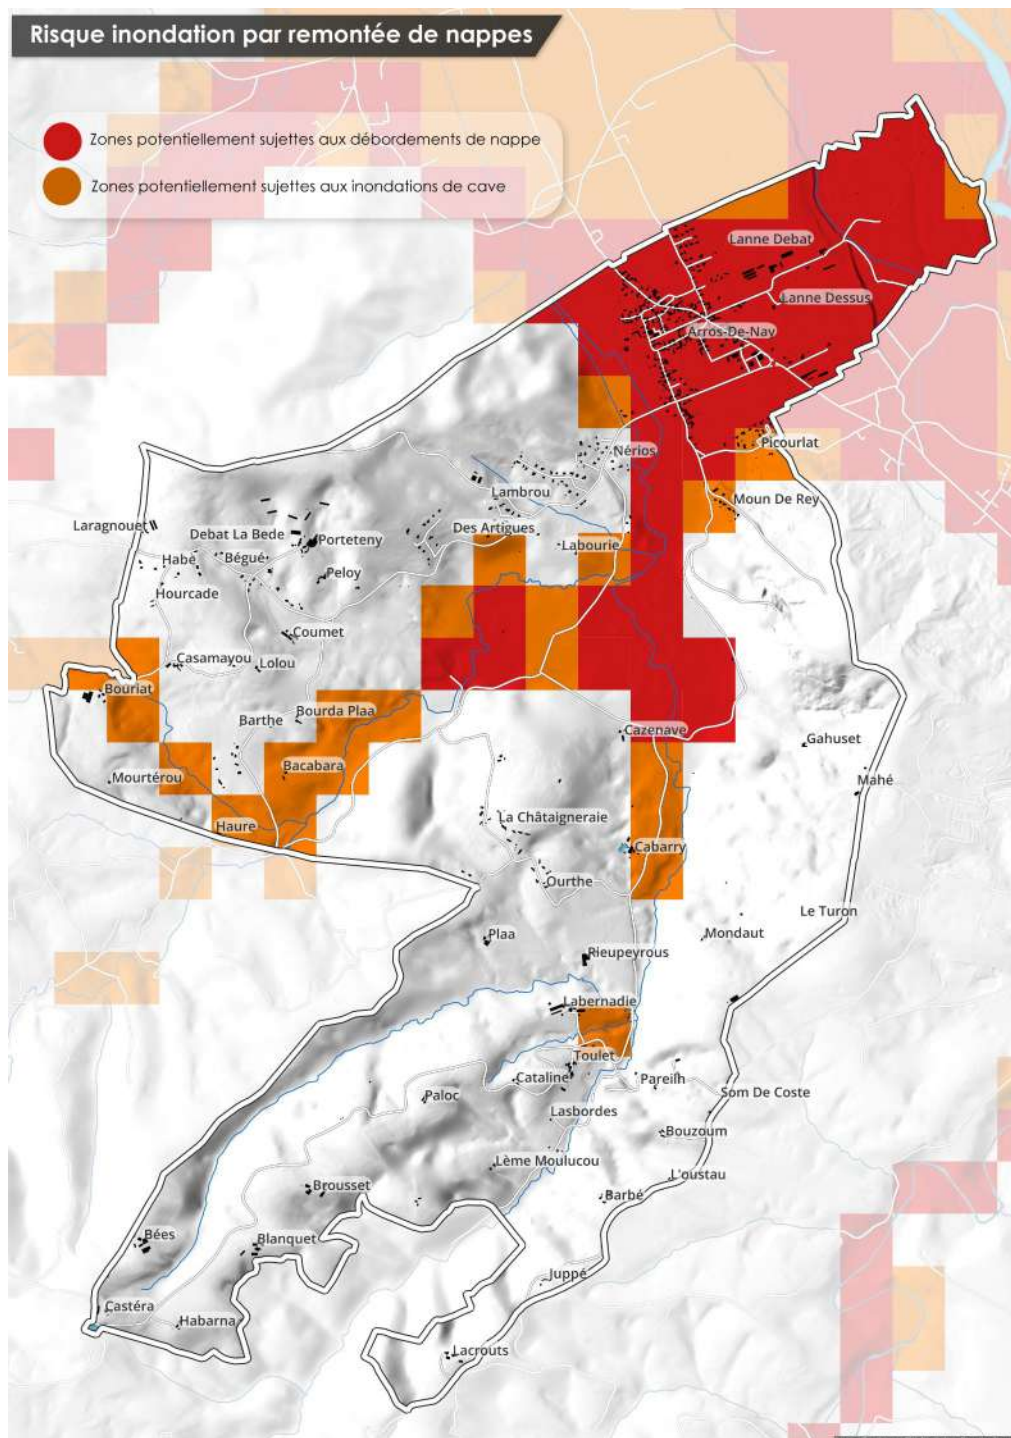 Risque inondation par remontée de nappes
Zones potentiellement sujettes aux débordements de nappe
Zones potentiellement sujettes aux inondations de cave
Lanne Debat
Lanne Dessus
Arros-De-Nay
Picourlat
Nérios
Lambrou
Moun De Rey
Laragnouet
Debat La Bede
Des Artigues
Porteteny
Labourie
Habé
Bégué
Peloy
Hourcade
Coumet
Casamayou
Lolou
Bouriat
Bourda Plaa
Barthe
Cazenave
Gahuset
Bacabara
Mourtérou
Mahé
Haure
La Châtaigneraie
Cabarry
Ourthe
Le Turon
Plaa
Mondaut
Rieupeyrous
Labernadie
Toulet
Cataline
Pareilh
Paloc
Som De Coste
Lasbordes
Bouzoum
Lème Moulucou
L'oustau
Brousset
Barbé
Bées
Blanquet
Juppé
Castéra
Habarna
Lacrouts